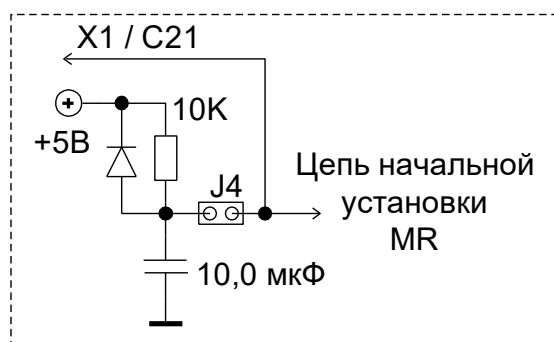 X1 / C21
10K
+5В
J4
Цепь начальной
установки
MR
10,0 мкФ